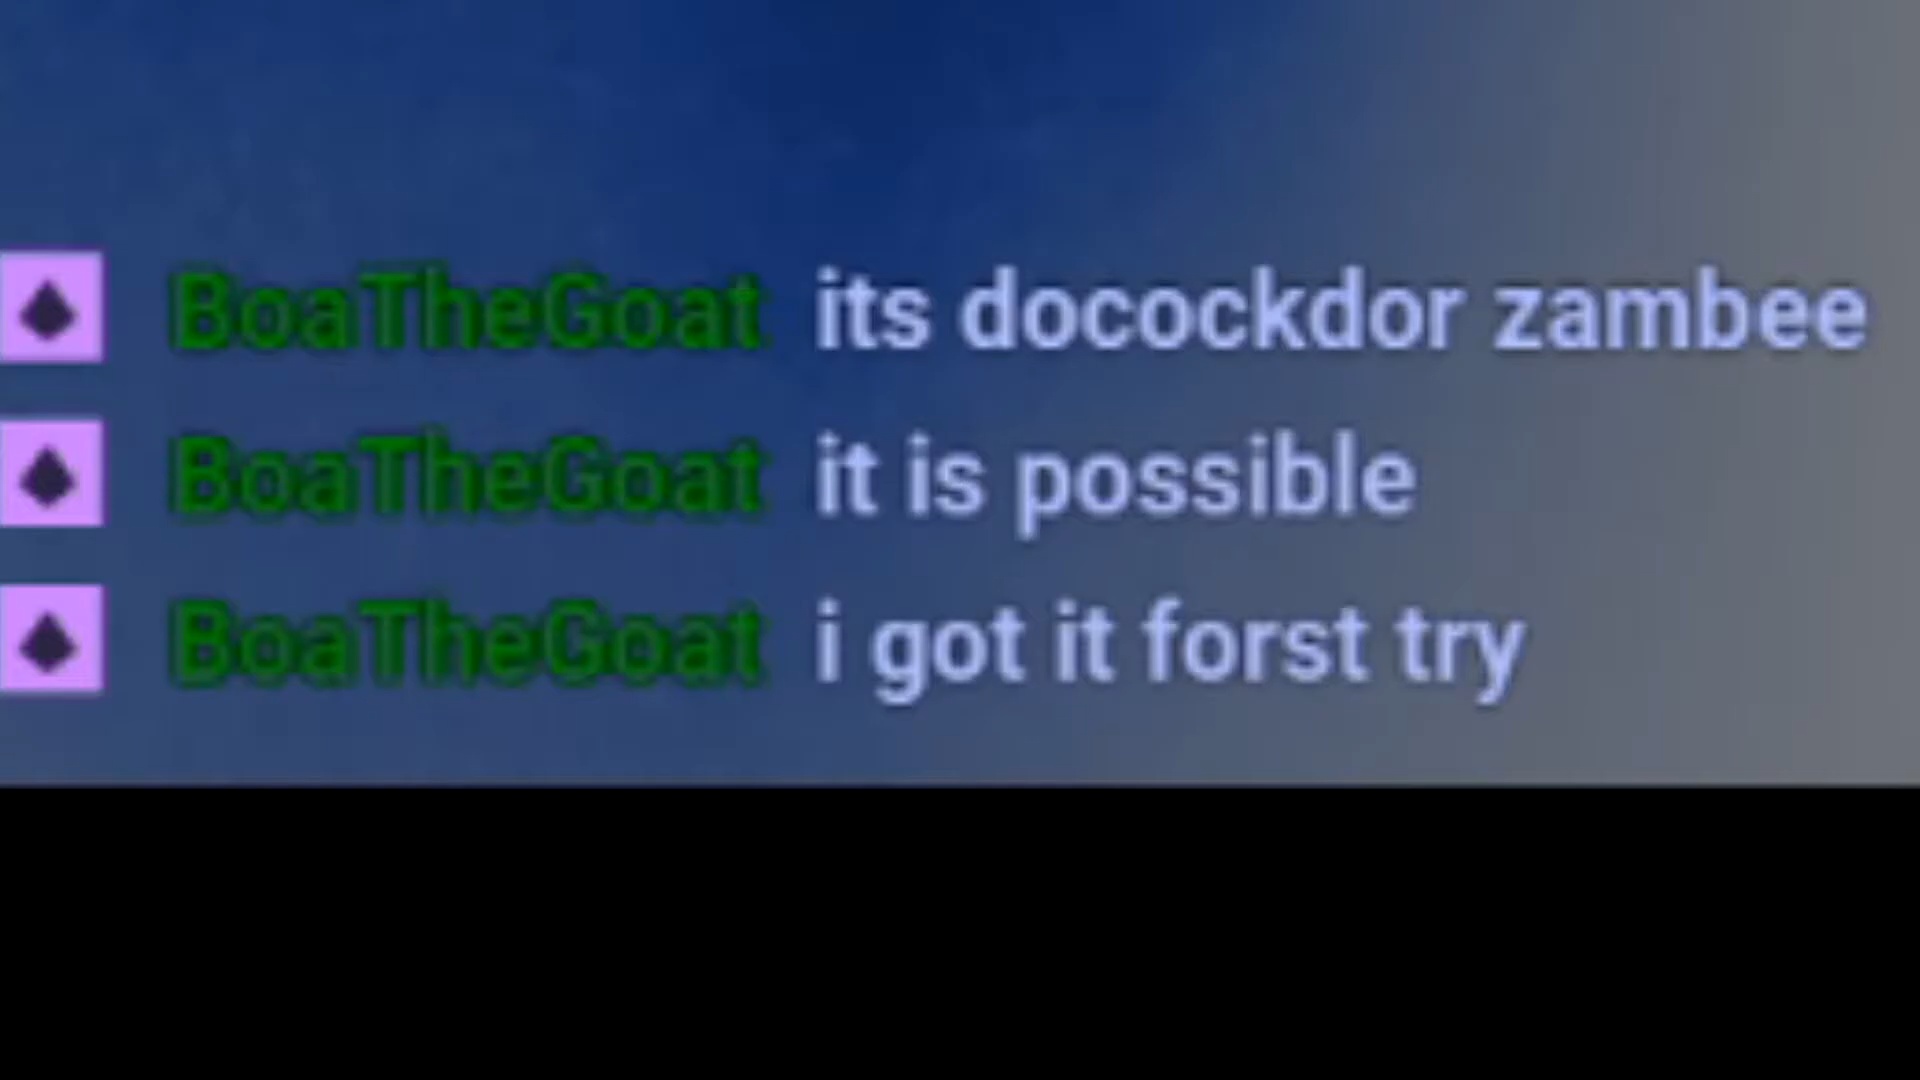 BoaTheGoat its docockdor zambee
BoaTheGoat it is possible
BoaTheGoat i got it forst try